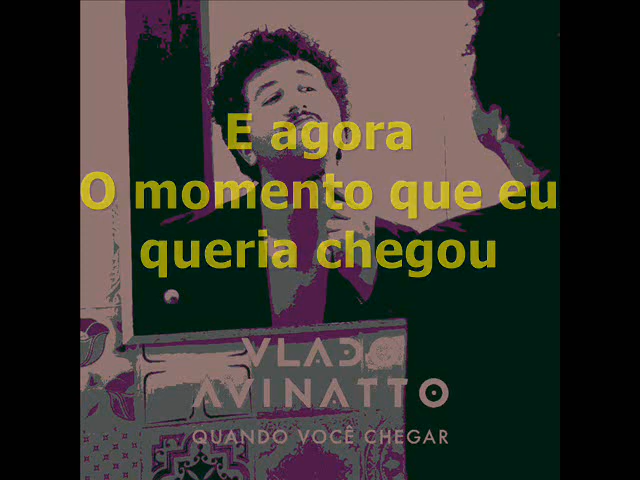 E agora
O momento que eu
queria chegou
VLADO
AVINATTO
QUANDO VOCÊ CHEGAR